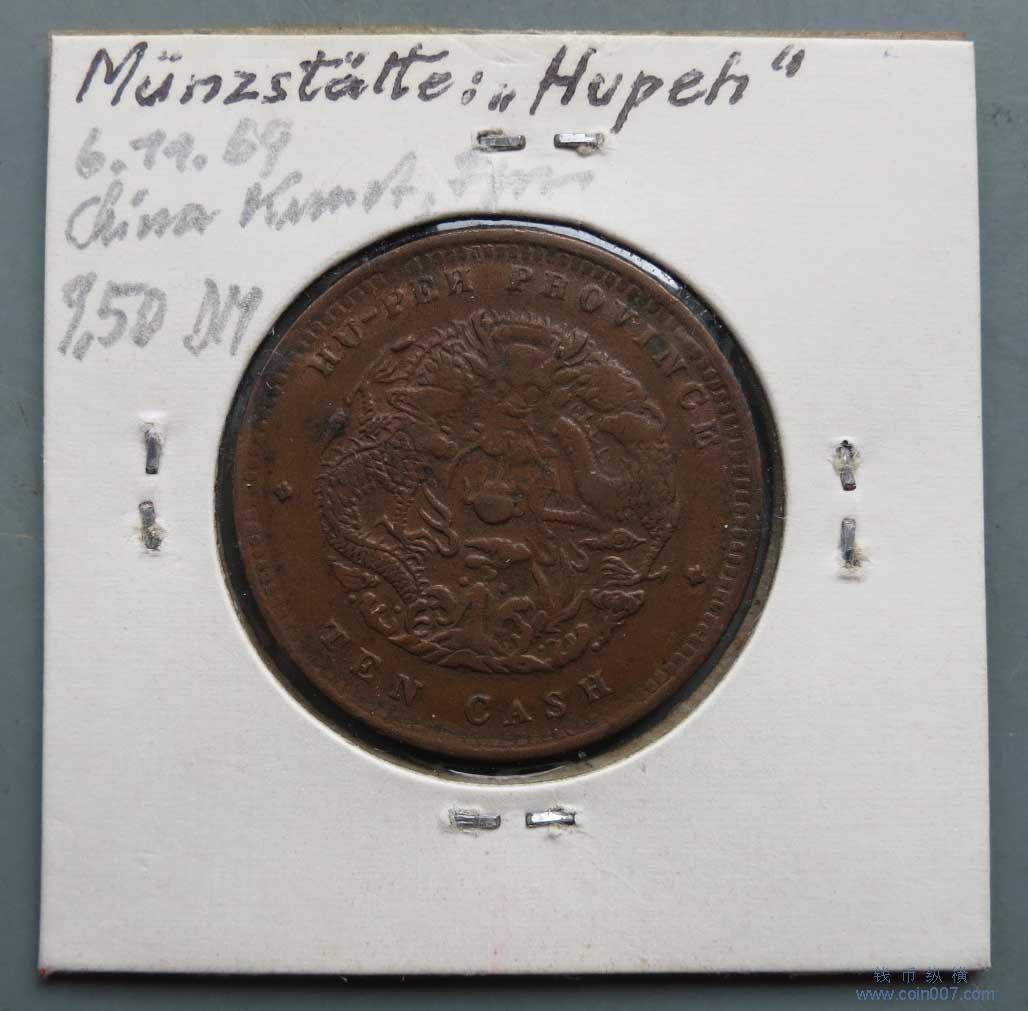 Münzstätte: „Hupeh“
6.11.69
China Kunst,
9,50 DM
HU-PEH PROVINCE
TEN CASH
钱币纵横
www.coin007.com